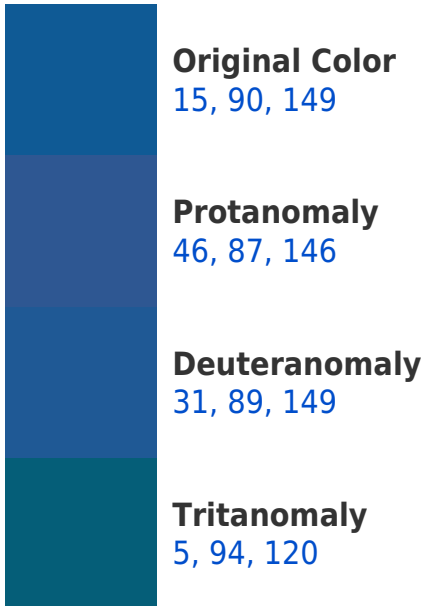 Original Color
15, 90, 149
Protanomaly
46, 87, 146
Deuteranomaly
31, 89, 149
Tritanomaly
5, 94, 120